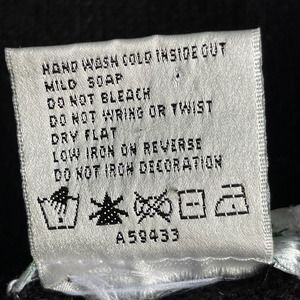 HAND WASH COLD INSIDE OUT
MILD SOAP
DO NOT BLEACH
DO NOT WRING OR TWIST
DRY FLAT
LOW IRON ON REVERSE
DO NOT IRON DECORATION
A59433